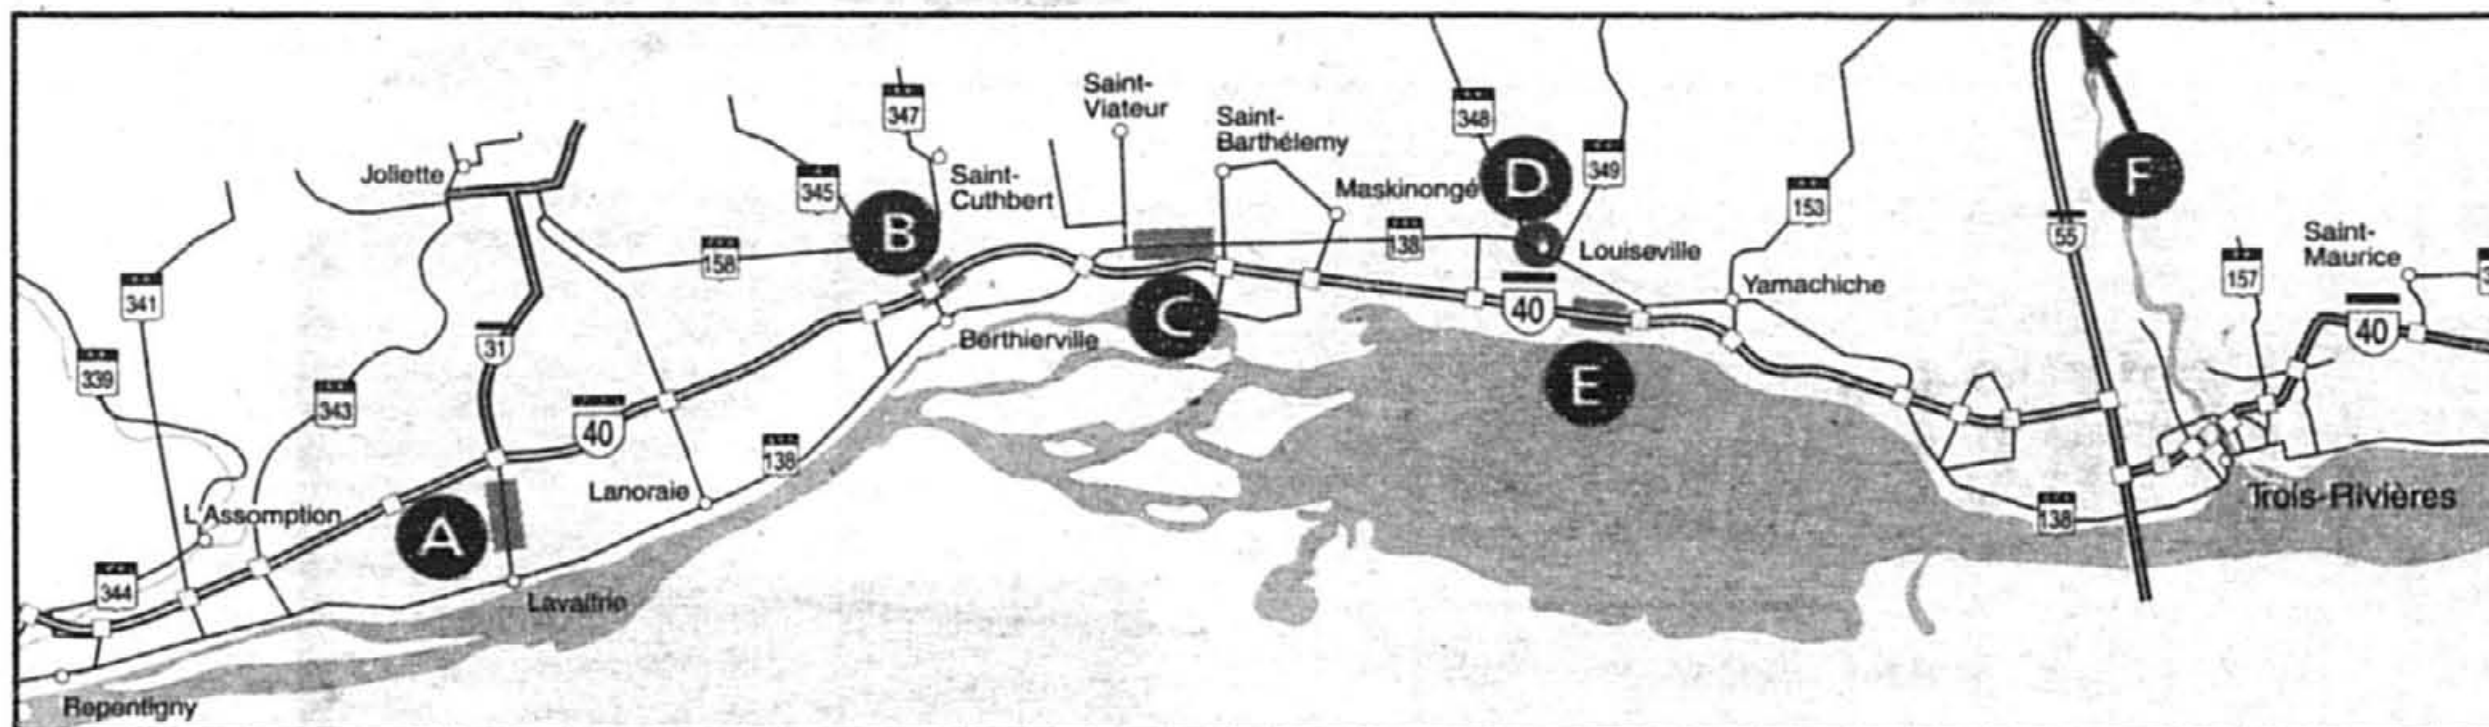 Saint-
Viateur
347
348
Saint-
Barthélemy
Joliette
345
Saint-
Cuthbert
Maskinongé
D
349
F
153
B
138
Louiseville
55
Saint-
Maurice
158
341
157
Yamachiche
31
C
40
40
Berthierville
339
343
E
40
138
L'Assomption
Lanoraie
A
Trois-Rivières
138
344
Lavaltrie
Repentigny